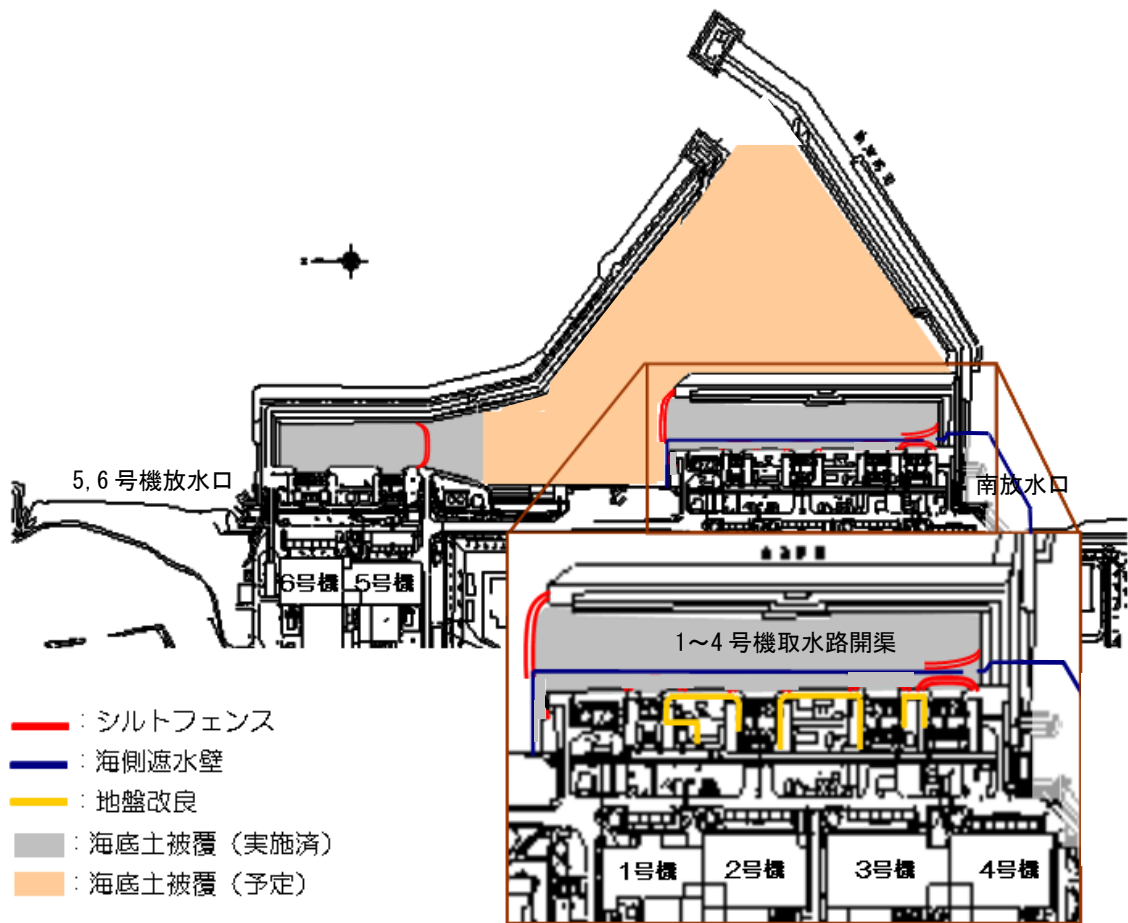 5,6号機放水口
南放水口
6号機
5号機
1～4号機取水路開渠
1号機
2号機
3号機
4号機
：シルトフェンス
：海側遮水壁
：地盤改良
：海底土被覆（実施済）
：海底土被覆（予定）